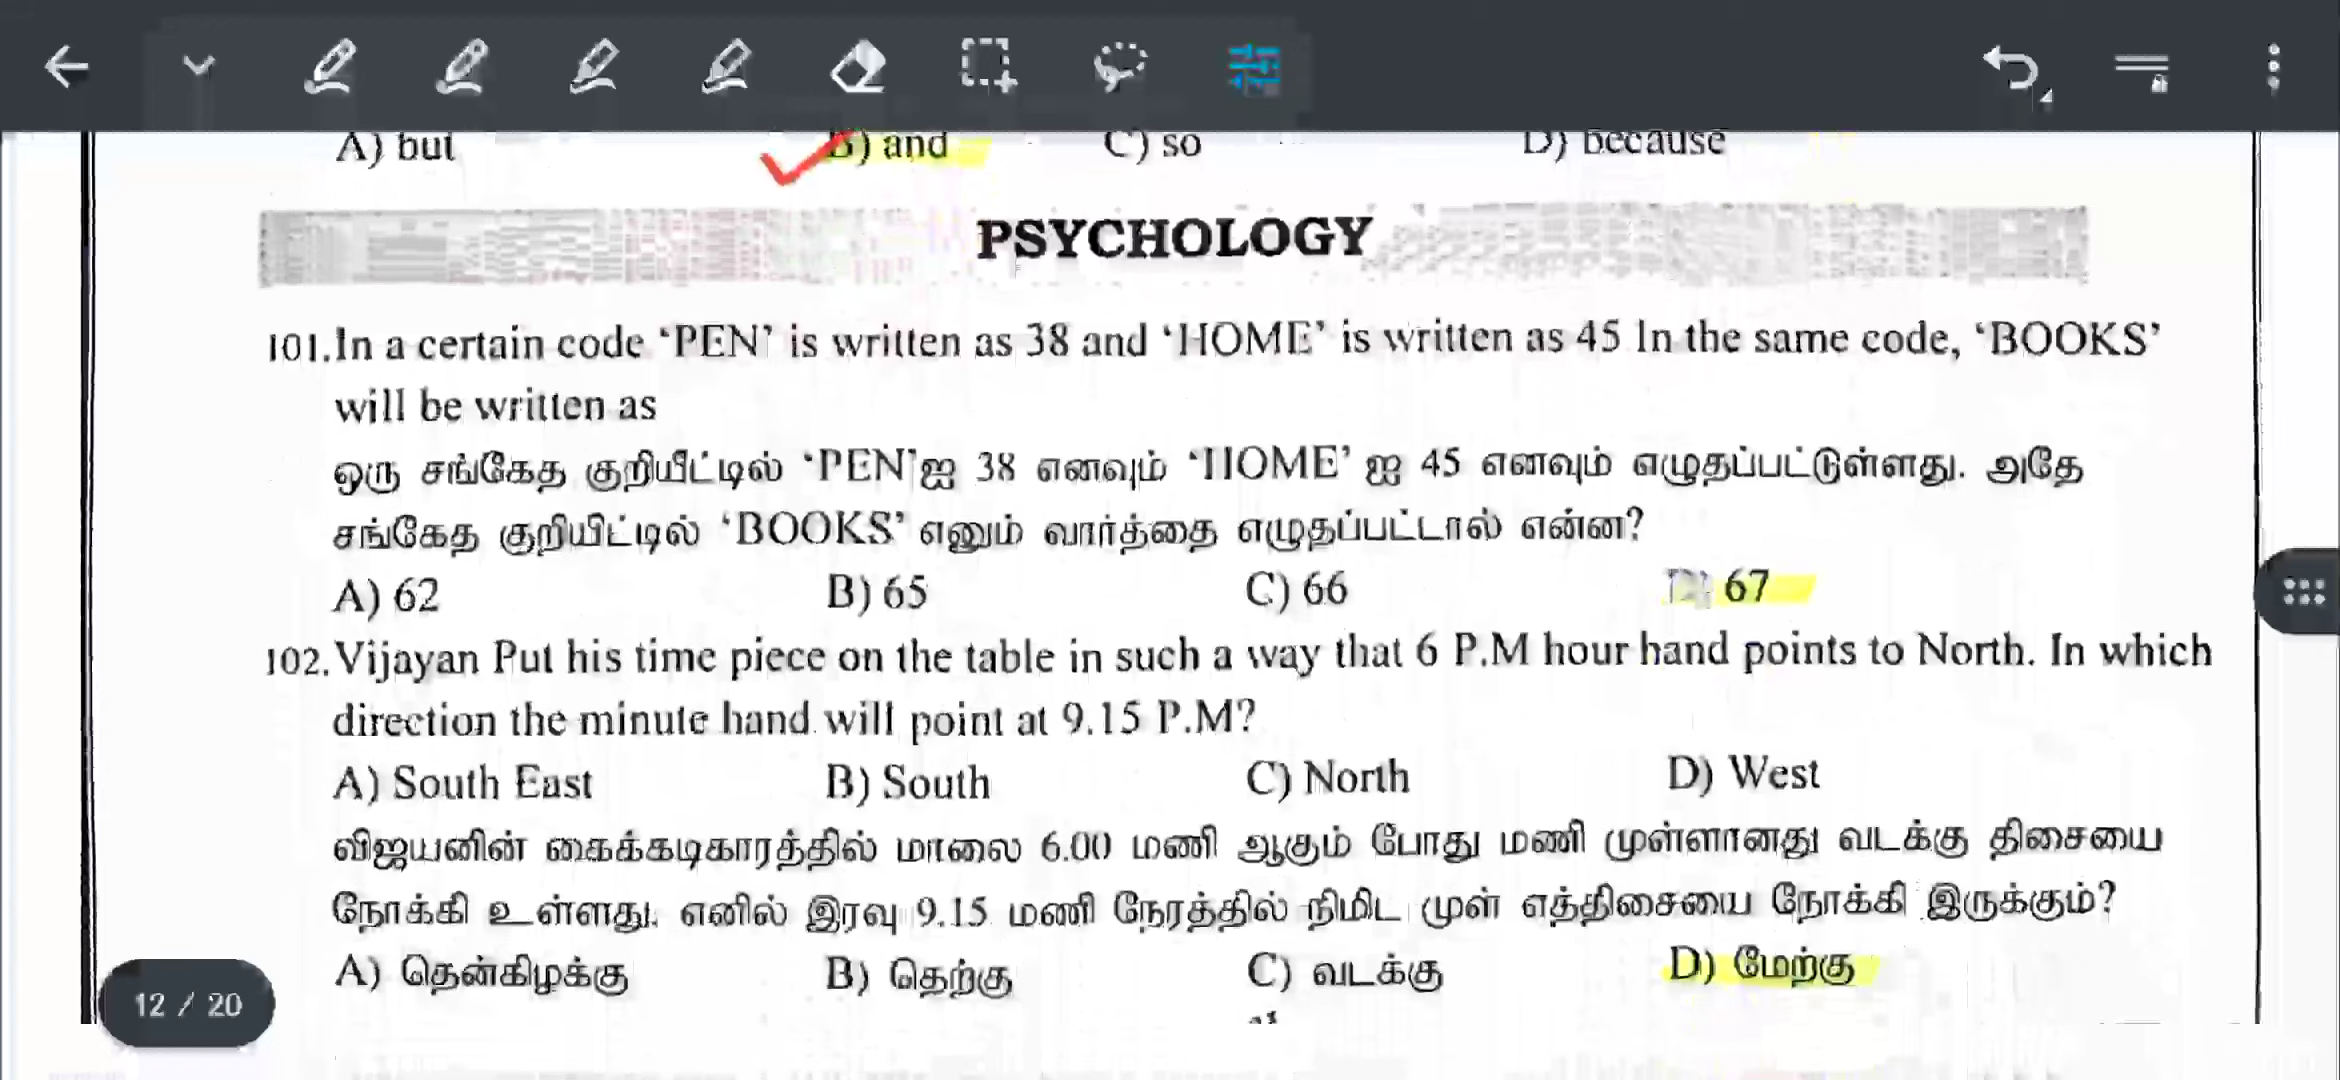 A) but B) and C) so D) because
PSYCHOLOGY
101.In a certain code ‘PEN’ is written as 38 and ‘HOME’ is written as 45 In the same code, ‘BOOKS’
will be written as
ஒரு சங்கேத குறியீட்டில் ‘PEN’ஐ 38 எனவும் ‘HOME’ ஐ 45 எனவும் எழுதப்பட்டுள்ளது. அதே
சங்கேத குறியிட்டில் ‘BOOKS’ எனும் வார்த்தை எழுதப்பட்டால் என்ன?
A) 62 B) 65 C) 66 D) 67
102.Vijayan Put his time piece on the table in such a way that 6 P.M hour hand points to North. In which
direction the minute hand will point at 9.15 P.M?
A) South East B) South C) North D) West
விஜயனின் கைக்கடிகாரத்தில் மாலை 6.00 மணி ஆகும் போது மணி முள்ளானது வடக்கு திசையை
நோக்கி உள்ளது. எனில் இரவு 9.15 மணி நேரத்தில் நிமிட முள் எத்திசையை நோக்கி இருக்கும்?
A) தென்கிழக்கு B) தெற்கு C) வடக்கு D) மேற்கு
12 / 20